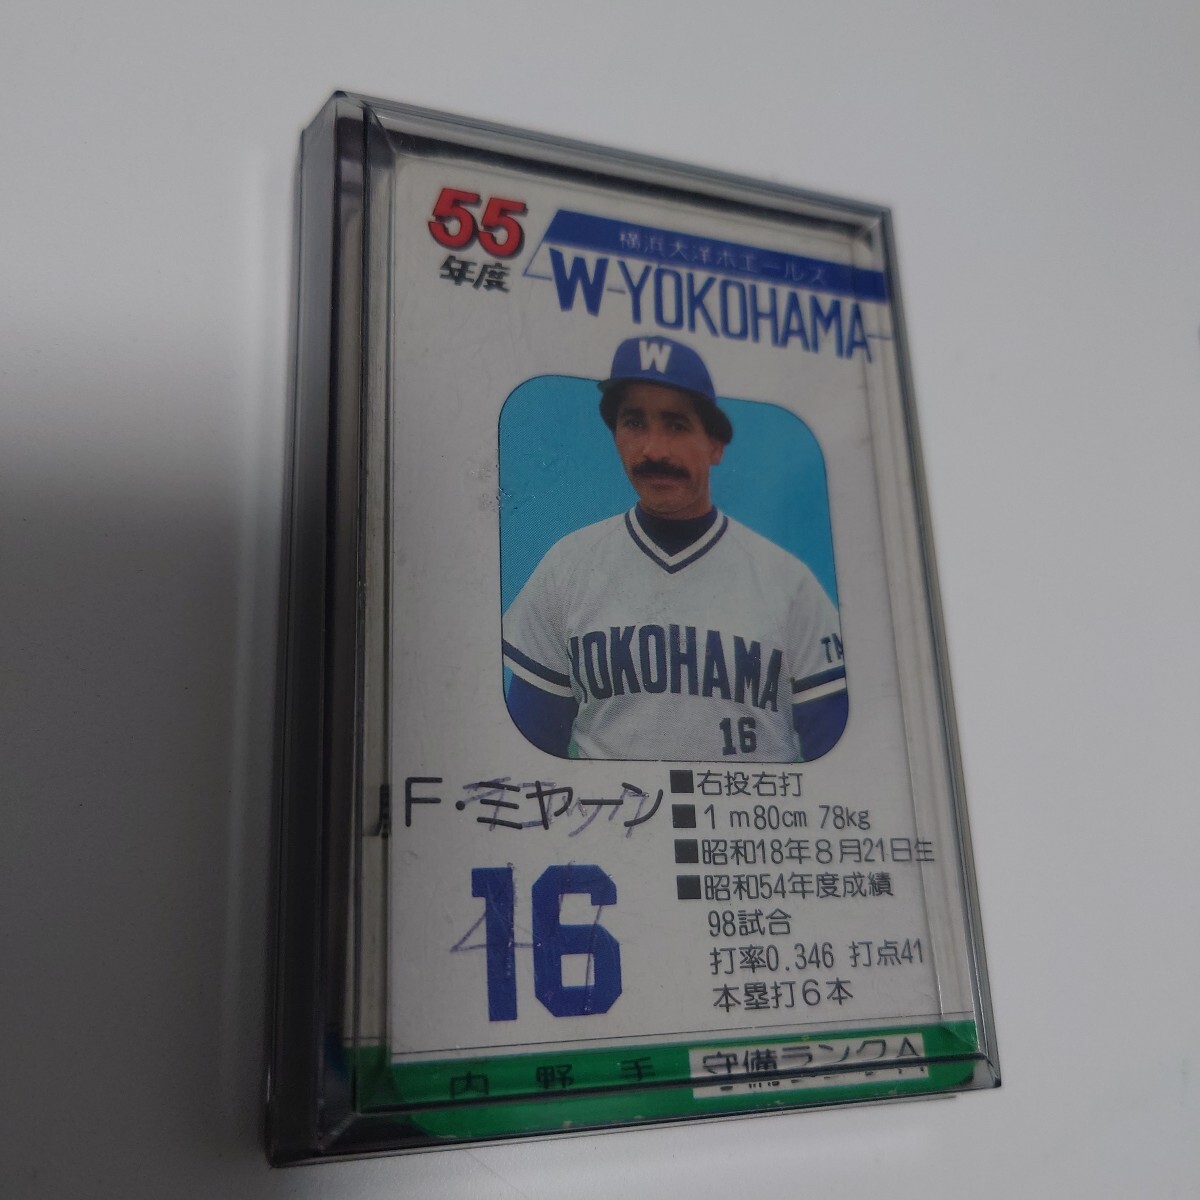 55
年度
横浜大洋ホエールズ
W-YOKOHAMA
W
YOKOHAMA
TA
16
F・ミヤーン
16
■右投右打
■1m80cm 78kg
■昭和18年8月21日生
■昭和54年度成績
98試合
打率0.346 打点41
本塁打6本
内野手 守備ランクA